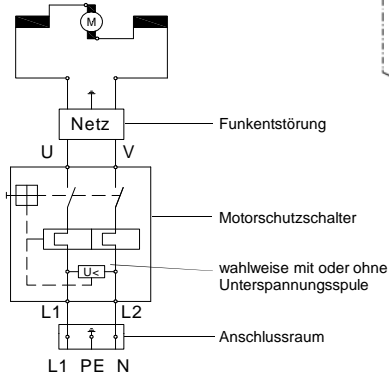 M
Netz
Funkentstörung
U V
Motorschutzschalter
U<
wahlweise mit oder ohne
Unterspannungsspule
L1 L2
Anschlussraum
L1 PE N